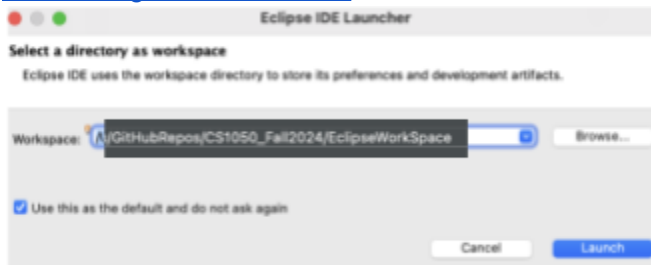 Eclipse IDE Launcher
Select a directory as workspace
Eclipse IDE uses the workspace directory to store its preferences and development artifacts.
Workspace: /GitHubRepos/CS1050_Fall2024/EclipseWorkSpace Browse...
Use this as the default and do not ask again
Cancel Launch